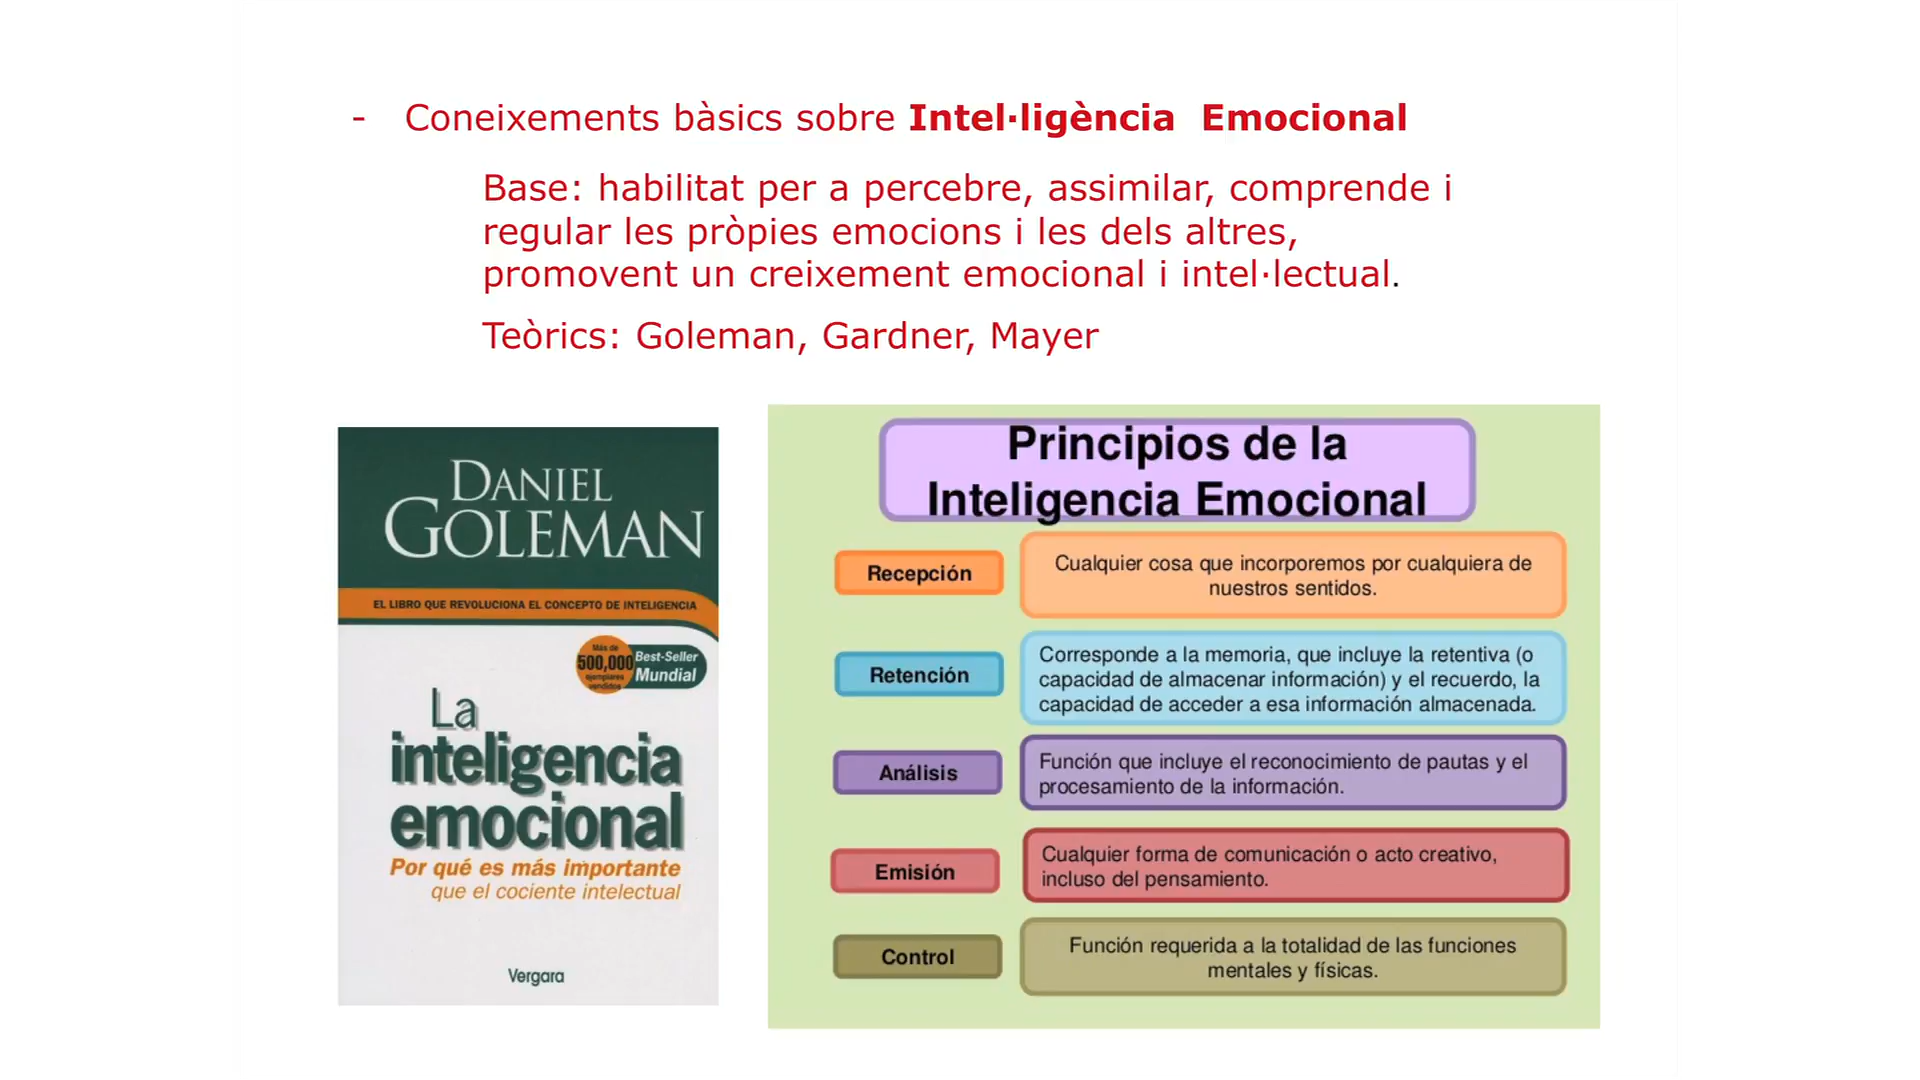 - Coneixements bàsics sobre Intel·ligència Emocional
Base: habilitat per a percebre, assimilar, comprende i
regular les pròpies emocions i les dels altres,
promovent un creixement emocional i intel·lectual.
Teòrics: Goleman, Gardner, Mayer
DANIEL
GOLEMAN
EL LIBRO QUE REVOLUCIONA EL CONCEPTO DE INTELIGENCIA
Más de
500,000
ejemplares
vendidos
Best-Seller
Mundial
La
inteligencia
emocional
Por qué es más importante
que el cociente intelectual
Vergara
Principios de la
Inteligencia Emocional
Recepción
Cualquier cosa que incorporemos por cualquiera de
nuestros sentidos.
Retención
Corresponde a la memoria, que incluye la retentiva (o
capacidad de almacenar información) y el recuerdo, la
capacidad de acceder a esa información almacenada.
Análisis
Función que incluye el reconocimiento de pautas y el
procesamiento de la información.
Emisión
Cualquier forma de comunicación o acto creativo,
incluso del pensamiento.
Control
Función requerida a la totalidad de las funciones
mentales y físicas.